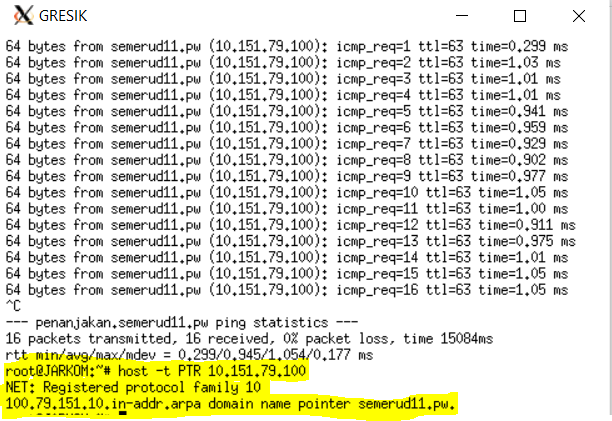 GRESIK
64 bytes from semerud11.pw (10.151.79.100): icmp_req=1 ttl=63 time=0.299 ms
64 bytes from semerud11.pw (10.151.79.100): icmp_req=2 ttl=63 time=1.03 ms
64 bytes from semerud11.pw (10.151.79.100): icmp_req=3 ttl=63 time=1.01 ms
64 bytes from semerud11.pw (10.151.79.100): icmp_req=4 ttl=63 time=1.01 ms
64 bytes from semerud11.pw (10.151.79.100): icmp_req=5 ttl=63 time=0.941 ms
64 bytes from semerud11.pw (10.151.79.100): icmp_req=6 ttl=63 time=0.959 ms
64 bytes from semerud11.pw (10.151.79.100): icmp_req=7 ttl=63 time=0.929 ms
64 bytes from semerud11.pw (10.151.79.100): icmp_req=8 ttl=63 time=0.902 ms
64 bytes from semerud11.pw (10.151.79.100): icmp_req=9 ttl=63 time=0.977 ms
64 bytes from semerud11.pw (10.151.79.100): icmp_req=10 ttl=63 time=1.05 ms
64 bytes from semerud11.pw (10.151.79.100): icmp_req=11 ttl=63 time=1.00 ms
64 bytes from semerud11.pw (10.151.79.100): icmp_req=12 ttl=63 time=0.911 ms
64 bytes from semerud11.pw (10.151.79.100): icmp_req=13 ttl=63 time=0.975 ms
64 bytes from semerud11.pw (10.151.79.100): icmp_req=14 ttl=63 time=1.01 ms
64 bytes from semerud11.pw (10.151.79.100): icmp_req=15 ttl=63 time=1.05 ms
64 bytes from semerud11.pw (10.151.79.100): icmp_req=16 ttl=63 time=1.05 ms
^C
--- penanjakan.semerud11.pw ping statistics ---
16 packets transmitted, 16 received, 0% packet loss, time 15084ms
rtt min/avg/max/mdev = 0.299/0.945/1.054/0.177 ms
root@JARKOM:~# host -t PTR 10.151.79.100
NET: Registered protocol family 10
100.79.151.10.in-addr.arpa domain name pointer semerud11.pw.